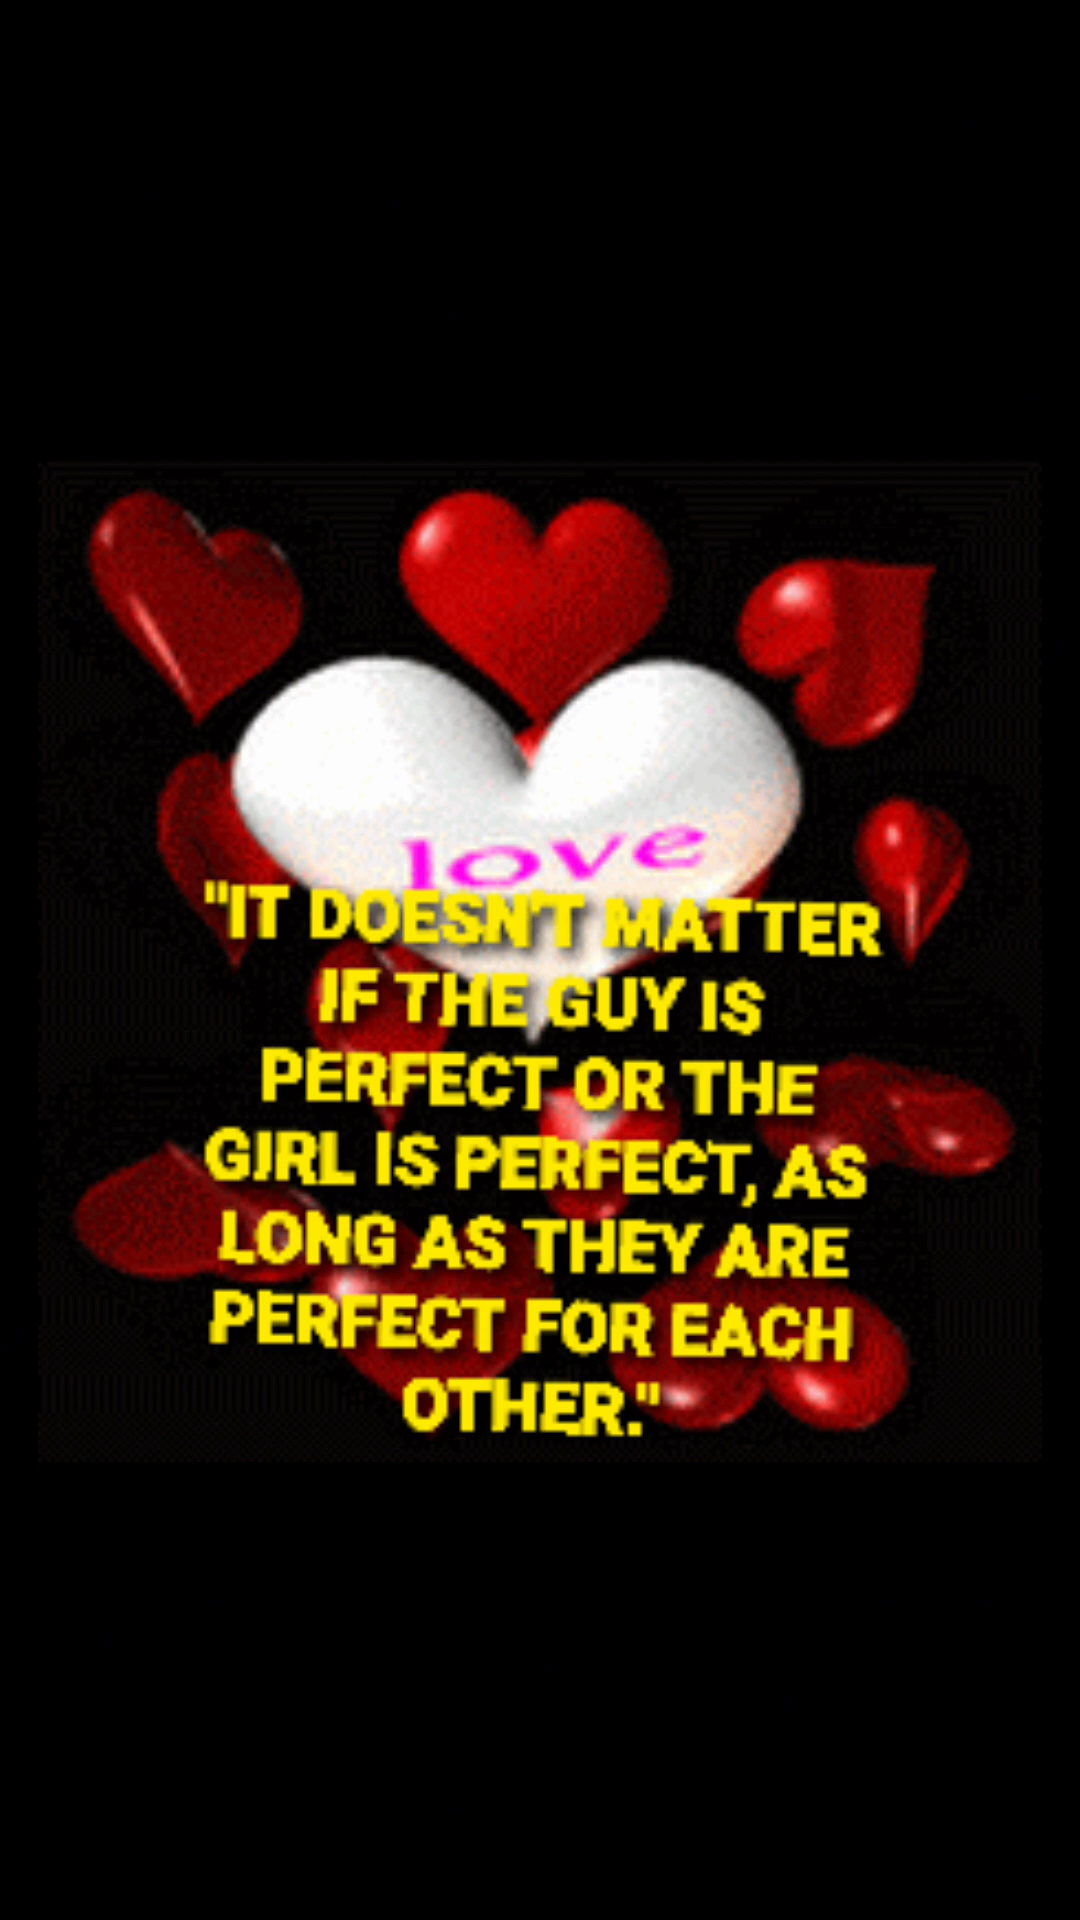 love
"IT DOESN'T MATTER
IF THE GUY IS
PERFECT OR THE
GIRL IS PERFECT, AS
LONG AS THEY ARE
PERFECT FOR EACH
OTHER."